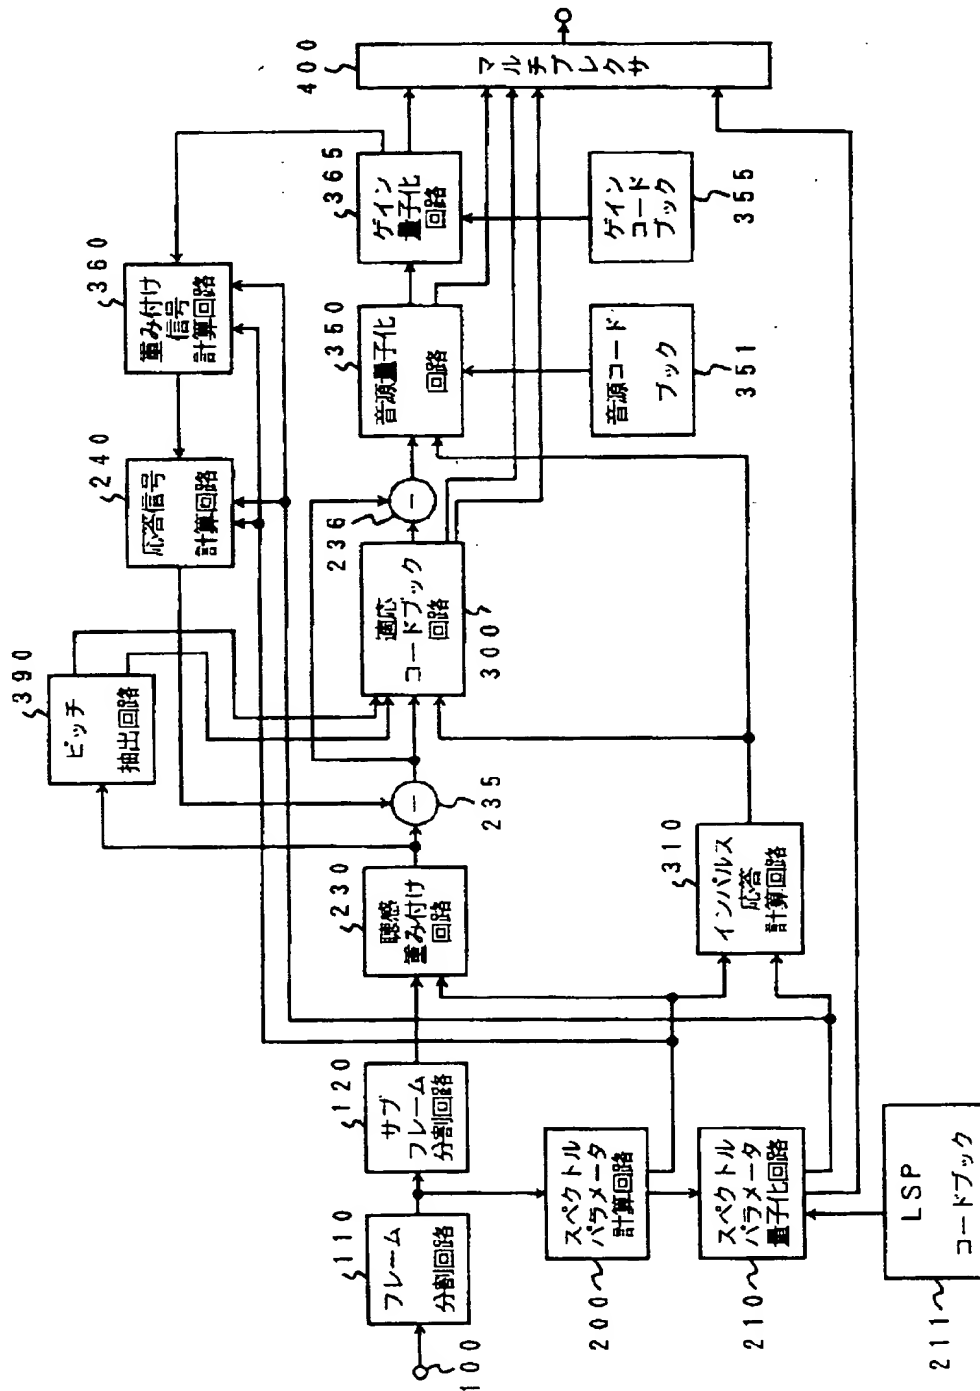 100
110
フレーム
分割回路
120
サブ
フレーム
分割回路
200
スペクトル
パラメータ
計算回路
210
スペクトル
パラメータ
量子化回路
211
LSP
コードブック
230
聴感
重み付け
回路
235
−
390
ピッチ
抽出回路
240
応答信号
計算回路
360
重み付け
信号
計算回路
310
インパルス
応答
計算回路
300
適応
コードブック
回路
236
−
350
音源量子化
回路
351
音源コード
ブック
365
ゲイン
量子化
回路
355
ゲイン
コード
ブック
400
マルチプレクサ